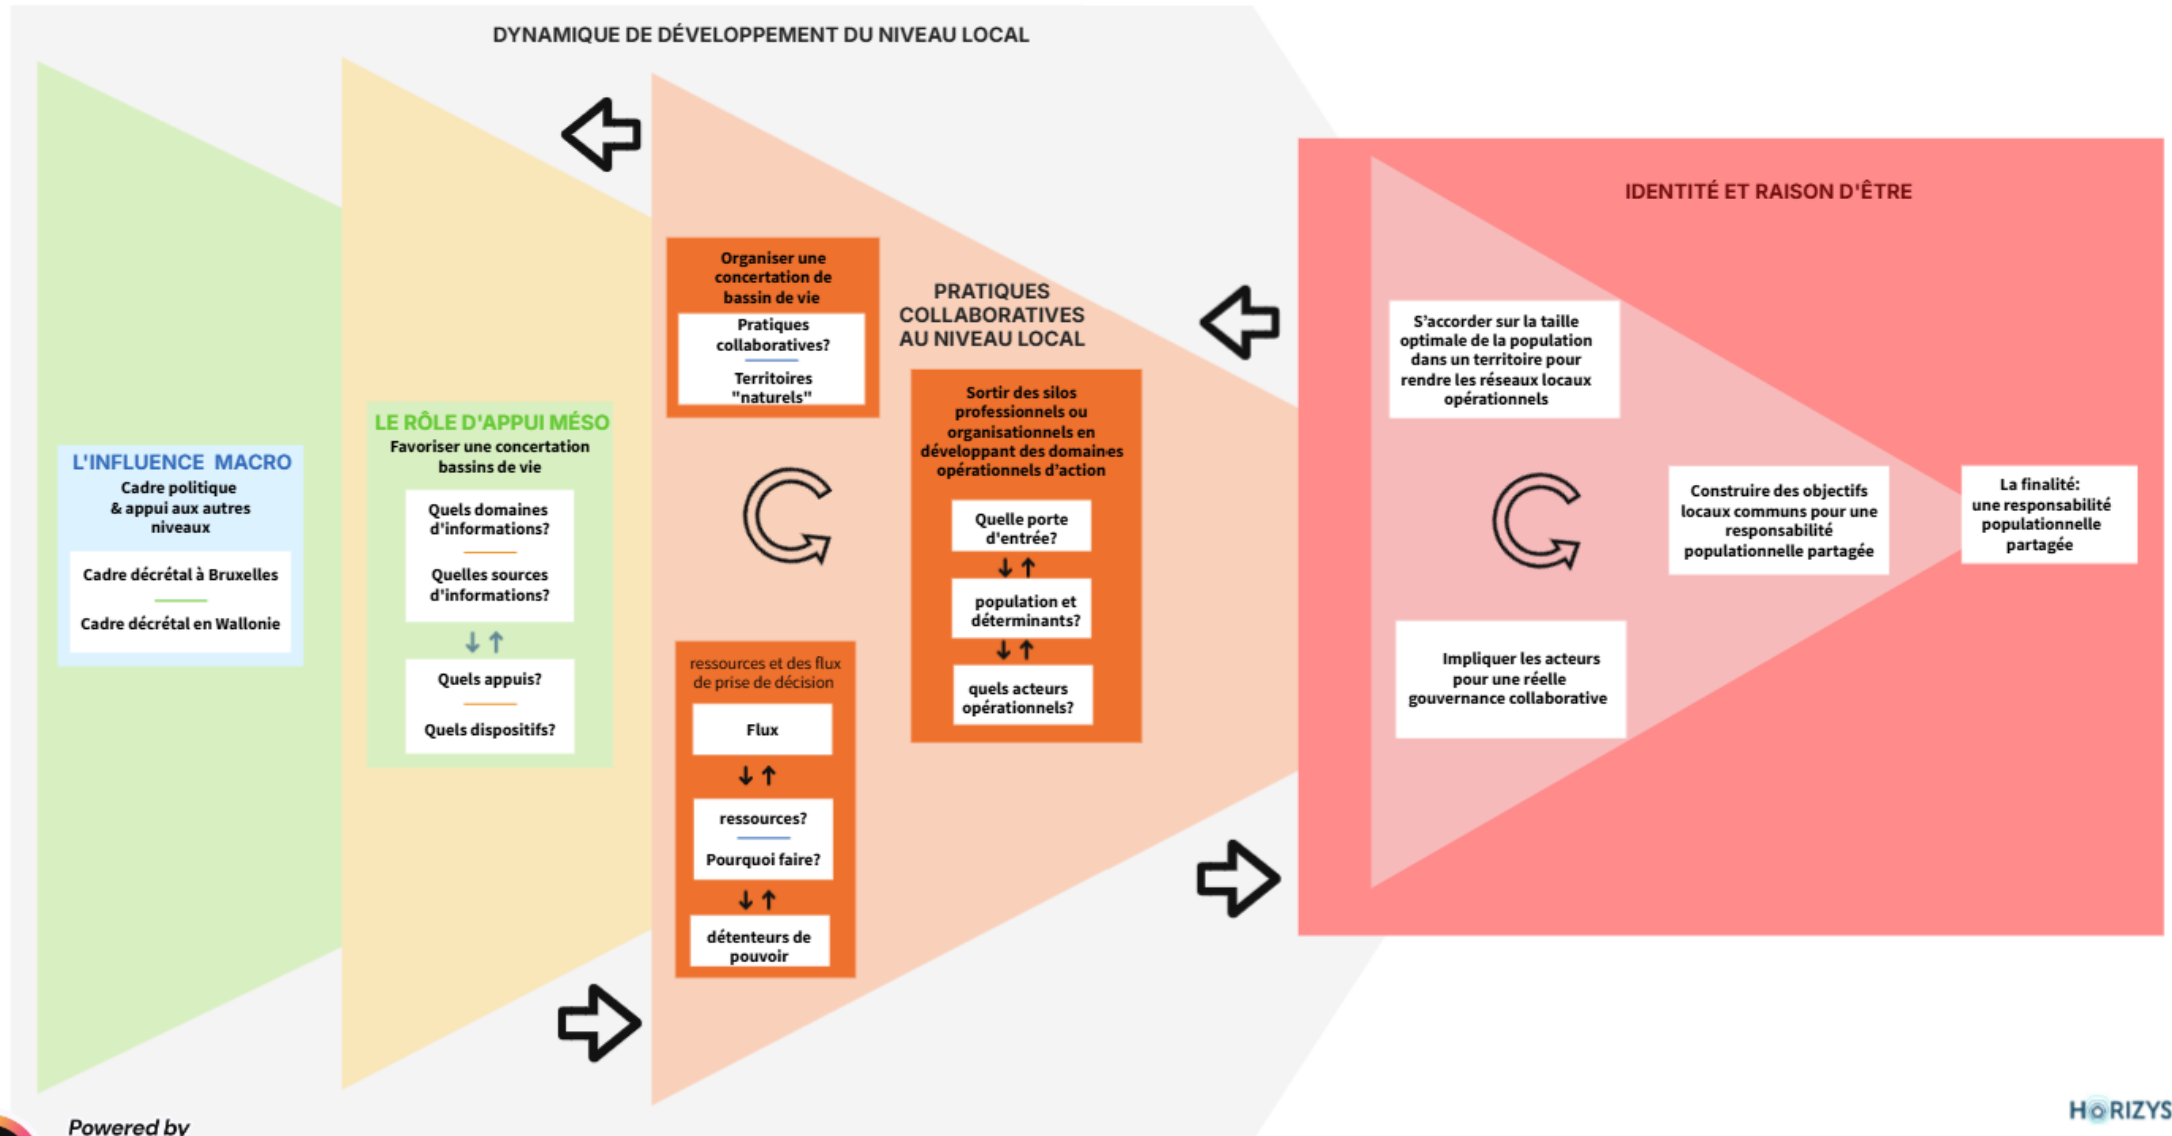 DYNAMIQUE DE DÉVELOPPEMENT DU NIVEAU LOCAL
L'INFLUENCE MACRO
Cadre politique
& appui aux autres
niveaux
Cadre décrétal à Bruxelles
Cadre décrétal en Wallonie
LE RÔLE D'APPUI MÉSO
Favoriser une concertation
bassins de vie
Quels domaines
d'informations?
Quelles sources
d'informations?
Quels appuis?
Quels dispositifs?
Organiser une
concertation de
bassin de vie
Pratiques
collaboratives?
Territoires
"naturels"
PRATIQUES
COLLABORATIVES
AU NIVEAU LOCAL
Sortir des silos
professionnels ou
organisationnels en
développant des domaines
opérationnels d'action
Quelle porte
d'entrée?
population et
déterminants?
quels acteurs
opérationnels?
ressources et des flux
de prise de décision
Flux
ressources?
Pourquoi faire?
détenteurs de
pouvoir
IDENTITÉ ET RAISON D'ÊTRE
S'accorder sur la taille
optimale de la population
dans un territoire pour
rendre les réseaux locaux
opérationnels
Impliquer les acteurs
pour une réelle
gouvernance collaborative
Construire des objectifs
locaux communs pour une
responsabilité
populationnelle partagée
La finalité:
une responsabilité
populationnelle
partagée
Powered by
HORIZYS